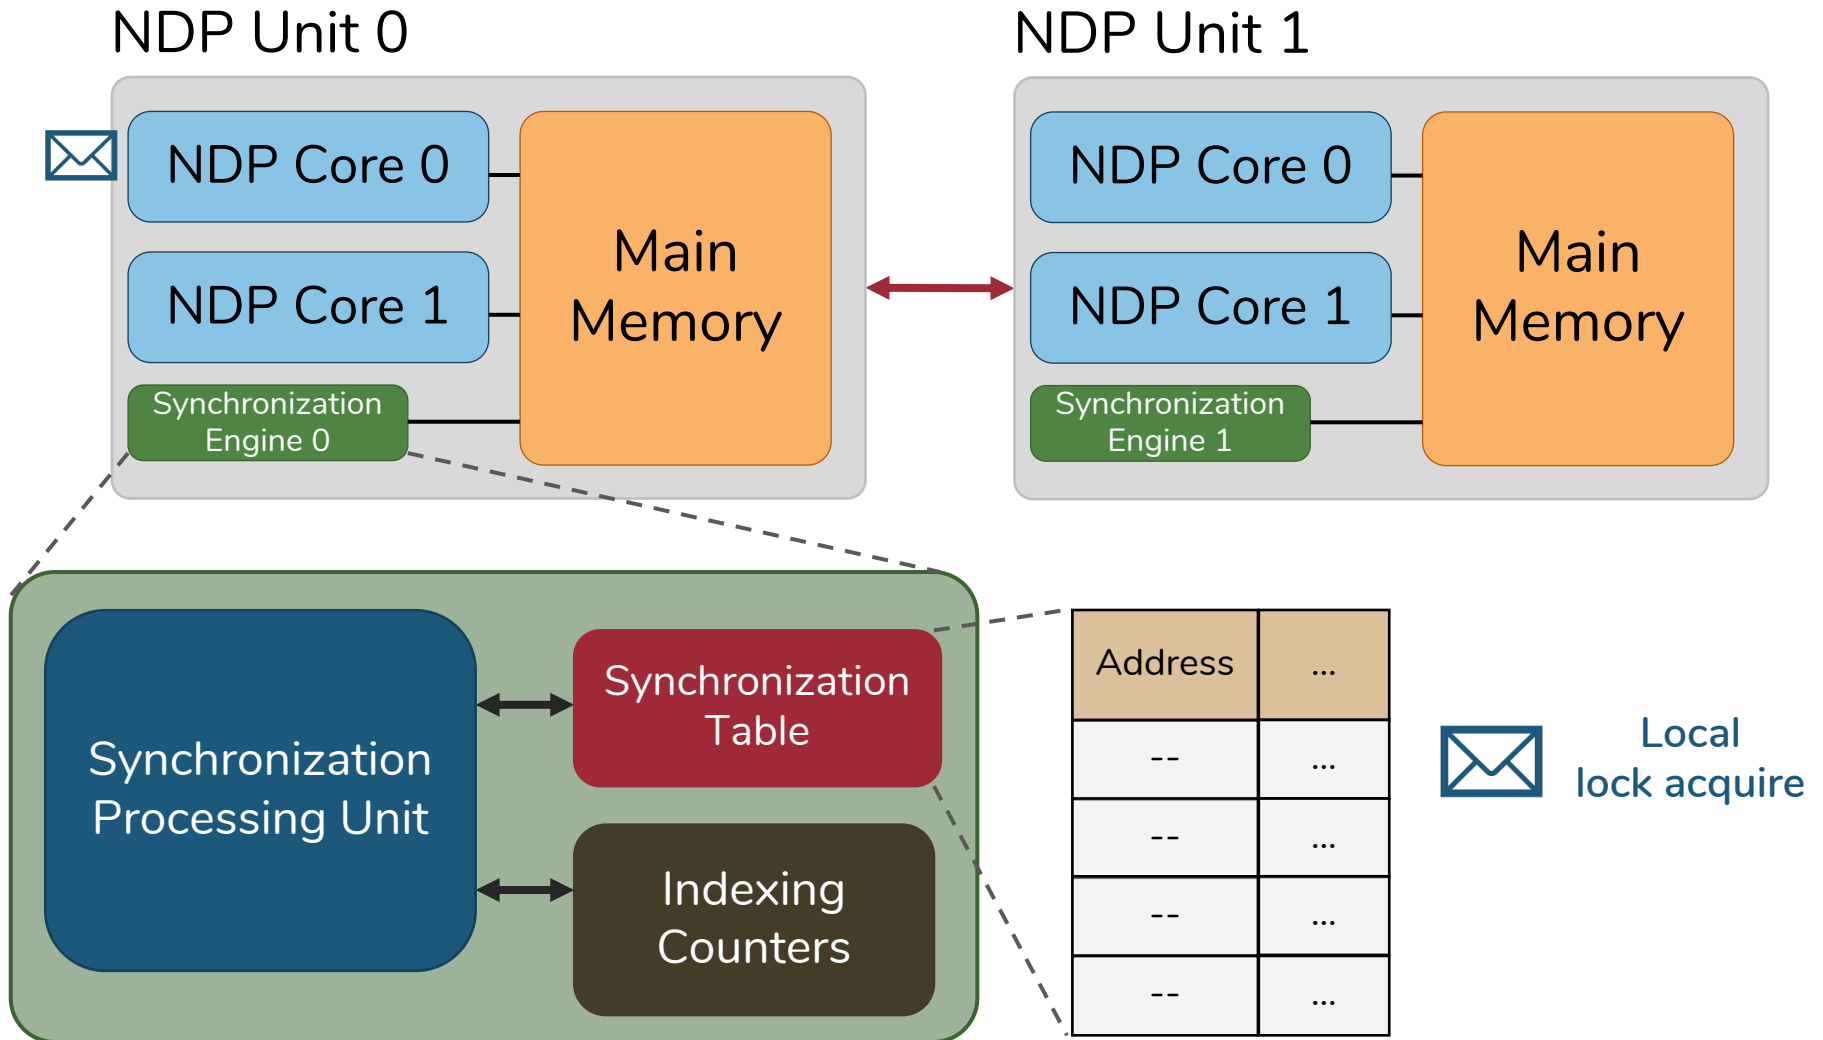 NDP Unit 0
NDP Core 0
NDP Core 1
Synchronization
Engine 0
Main
Memory
NDP Unit 1
NDP Core 0
NDP Core 1
Synchronization
Engine 1
Main
Memory
Synchronization
Processing Unit
Synchronization
Table
Indexing
Counters
Address ...
-- ...
-- ...
-- ...
-- ...
Local
lock acquire